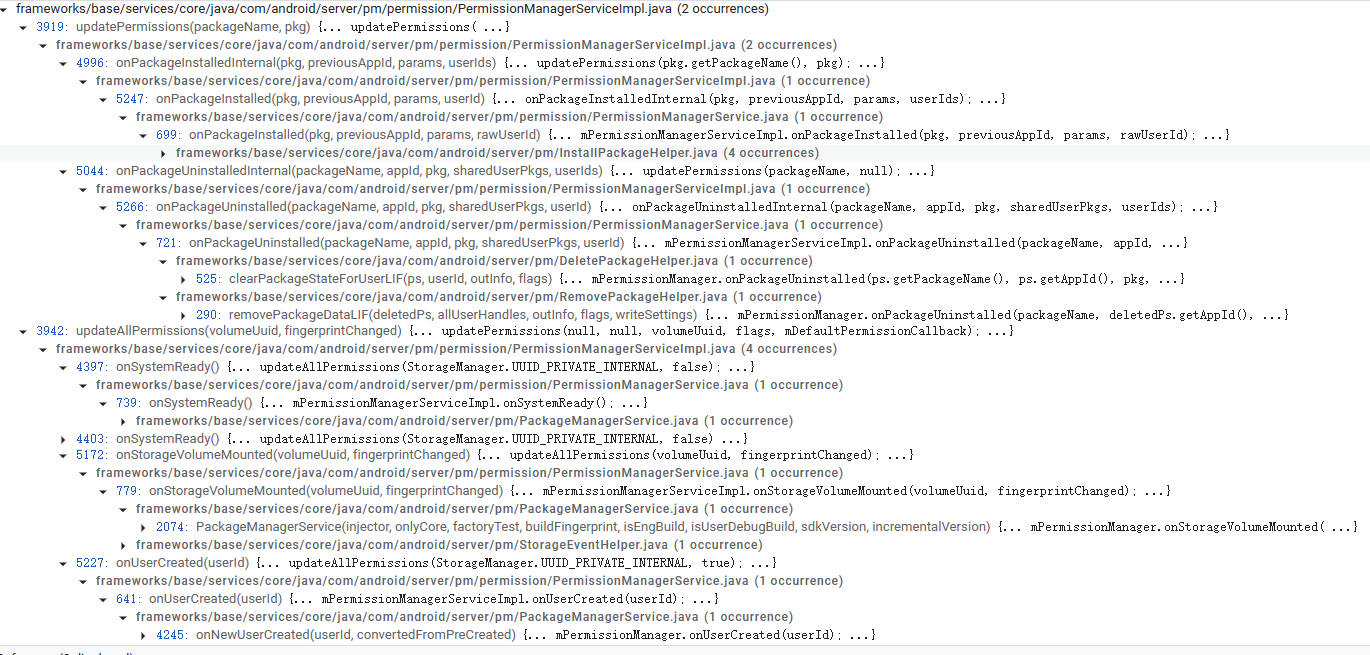 frameworks/base/services/core/java/com/android/server/pm/permission/PermissionManagerServiceImpl.java (2 occurrences)
3919: updatePermissions(packageName, pkg) {... updatePermissions( ...}
frameworks/base/services/core/java/com/android/server/pm/permission/PermissionManagerServiceImpl.java (2 occurrences)
4996: onPackageInstalledInternal(pkg, previousAppId, params, userIds) {... updatePermissions(pkg.getPackageName(), pkg); ...}
frameworks/base/services/core/java/com/android/server/pm/permission/PermissionManagerServiceImpl.java (1 occurrence)
5247: onPackageInstalled(pkg, previousAppId, params, userId) {... onPackageInstalledInternal(pkg, previousAppId, params, userIds); ...}
frameworks/base/services/core/java/com/android/server/pm/permission/PermissionManagerService.java (1 occurrence)
699: onPackageInstalled(pkg, previousAppId, params, rawUserId) {... mPermissionManagerServiceImpl.onPackageInstalled(pkg, previousAppId, params, rawUserId); ...}
frameworks/base/services/core/java/com/android/server/pm/InstallPackageHelper.java (4 occurrences)
5044: onPackageUninstalledInternal(packageName, appId, pkg, sharedUserPkgs, userIds) {... updatePermissions(packageName, null); ...}
frameworks/base/services/core/java/com/android/server/pm/permission/PermissionManagerServiceImpl.java (1 occurrence)
5266: onPackageUninstalled(packageName, appId, pkg, sharedUserPkgs, userId) {... onPackageUninstalledInternal(packageName, appId, pkg, sharedUserPkgs, userIds); ...}
frameworks/base/services/core/java/com/android/server/pm/permission/PermissionManagerService.java (1 occurrence)
721: onPackageUninstalled(packageName, appId, pkg, sharedUserPkgs, userId) {... mPermissionManagerServiceImpl.onPackageUninstalled(packageName, appId, ...}
frameworks/base/services/core/java/com/android/server/pm/DeletePackageHelper.java (1 occurrence)
525: clearPackageStateForUserLIF(ps, userId, outInfo, flags) {... mPermissionManager.onPackageUninstalled(ps.getPackageName(), ps.getAppId(), pkg, ...}
frameworks/base/services/core/java/com/android/server/pm/RemovePackageHelper.java (1 occurrence)
290: removePackageDataLIF(deletedPs, allUserHandles, outInfo, flags, writeSettings) {... mPermissionManager.onPackageUninstalled(packageName, deletedPs.getAppId(), ...}
3942: updateAllPermissions(volumeUuid, fingerprintChanged) {... updatePermissions(null, null, volumeUuid, flags, mDefaultPermissionCallback); ...}
frameworks/base/services/core/java/com/android/server/pm/permission/PermissionManagerServiceImpl.java (4 occurrences)
4397: onSystemReady() {... updateAllPermissions(StorageManager.UUID_PRIVATE_INTERNAL, false); ...}
frameworks/base/services/core/java/com/android/server/pm/permission/PermissionManagerService.java (1 occurrence)
739: onSystemReady() {... mPermissionManagerServiceImpl.onSystemReady(); ...}
frameworks/base/services/core/java/com/android/server/pm/PackageManagerService.java (1 occurrence)
4403: onSystemReady() {... updateAllPermissions(StorageManager.UUID_PRIVATE_INTERNAL, false) ...}
5172: onStorageVolumeMounted(volumeUuid, fingerprintChanged) {... updateAllPermissions(volumeUuid, fingerprintChanged); ...}
frameworks/base/services/core/java/com/android/server/pm/permission/PermissionManagerService.java (1 occurrence)
779: onStorageVolumeMounted(volumeUuid, fingerprintChanged) {... mPermissionManagerServiceImpl.onStorageVolumeMounted(volumeUuid, fingerprintChanged); ...}
frameworks/base/services/core/java/com/android/server/pm/PackageManagerService.java (1 occurrence)
2074: PackageManagerService(injector, onlyCore, factoryTest, buildFingerprint, isEngBuild, isUserDebugBuild, sdkVersion, incrementalVersion) {... mPermissionManager.onStorageVolumeMounted( ...}
frameworks/base/services/core/java/com/android/server/pm/StorageEventHelper.java (1 occurrence)
5227: onUserCreated(userId) {... updateAllPermissions(StorageManager.UUID_PRIVATE_INTERNAL, true); ...}
frameworks/base/services/core/java/com/android/server/pm/permission/PermissionManagerService.java (1 occurrence)
641: onUserCreated(userId) {... mPermissionManagerServiceImpl.onUserCreated(userId); ...}
frameworks/base/services/core/java/com/android/server/pm/PackageManagerService.java (1 occurrence)
4245: onNewUserCreated(userId, convertedFromPreCreated) {... mPermissionManager.onUserCreated(userId); ...}